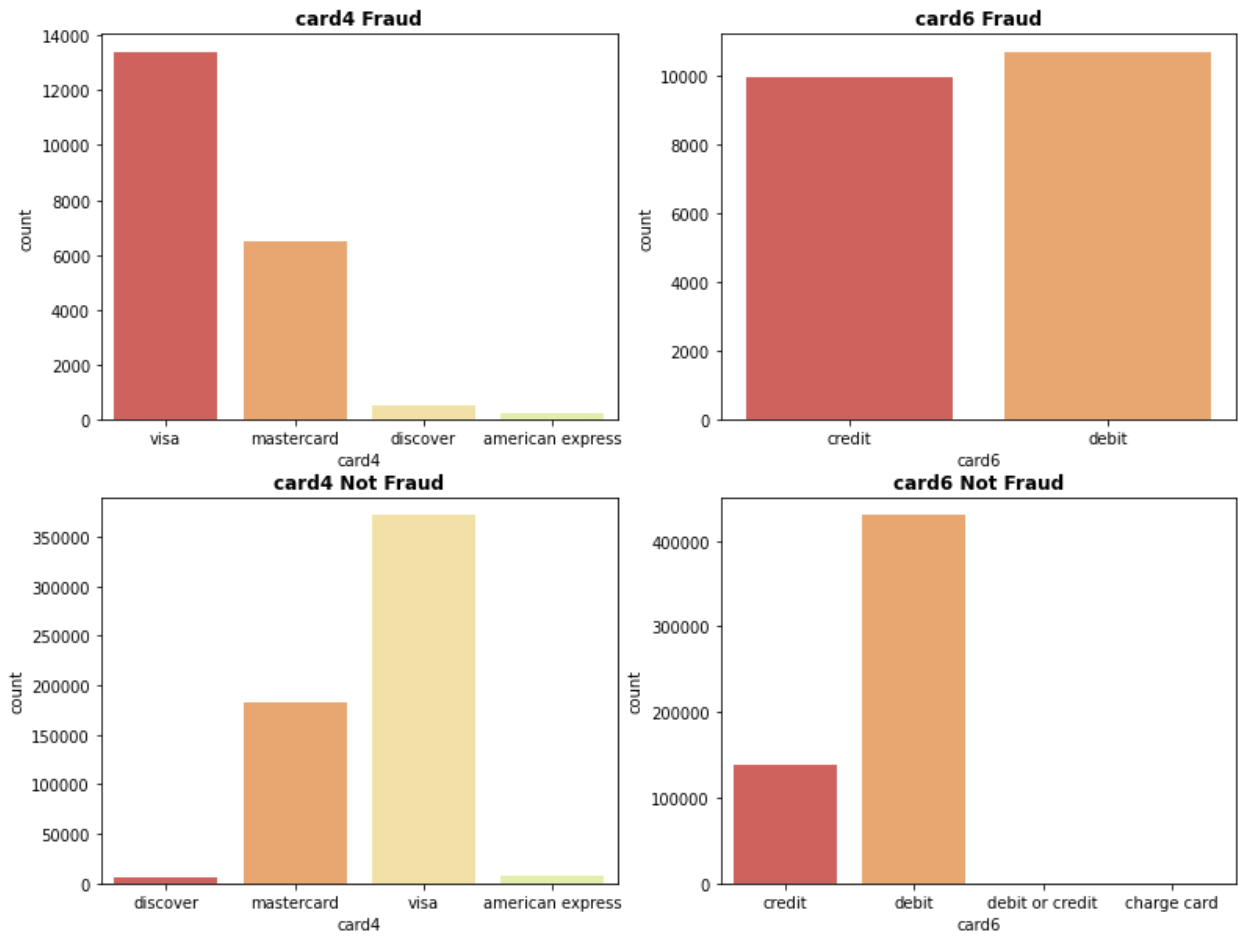 card4 Fraud
14000
12000
10000
8000
6000
4000
2000
0
count
visa mastercard discover american express
card4
card6 Fraud
10000
8000
6000
4000
2000
0
count
credit debit
card6
card4 Not Fraud
350000
300000
250000
200000
150000
100000
50000
0
count
discover mastercard visa american express
card4
card6 Not Fraud
400000
300000
200000
100000
0
count
credit debit debit or credit charge card
card6